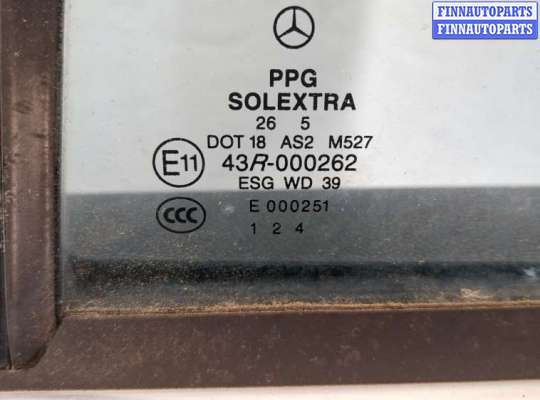 FINNAUTOPARTS
FINNAUTOPARTS
PPG
SOLEXTRA
26 5
DOT 18 AS2 M527
E11 43R-000262
ESG WD 39
CCC E 000251
1 2 4